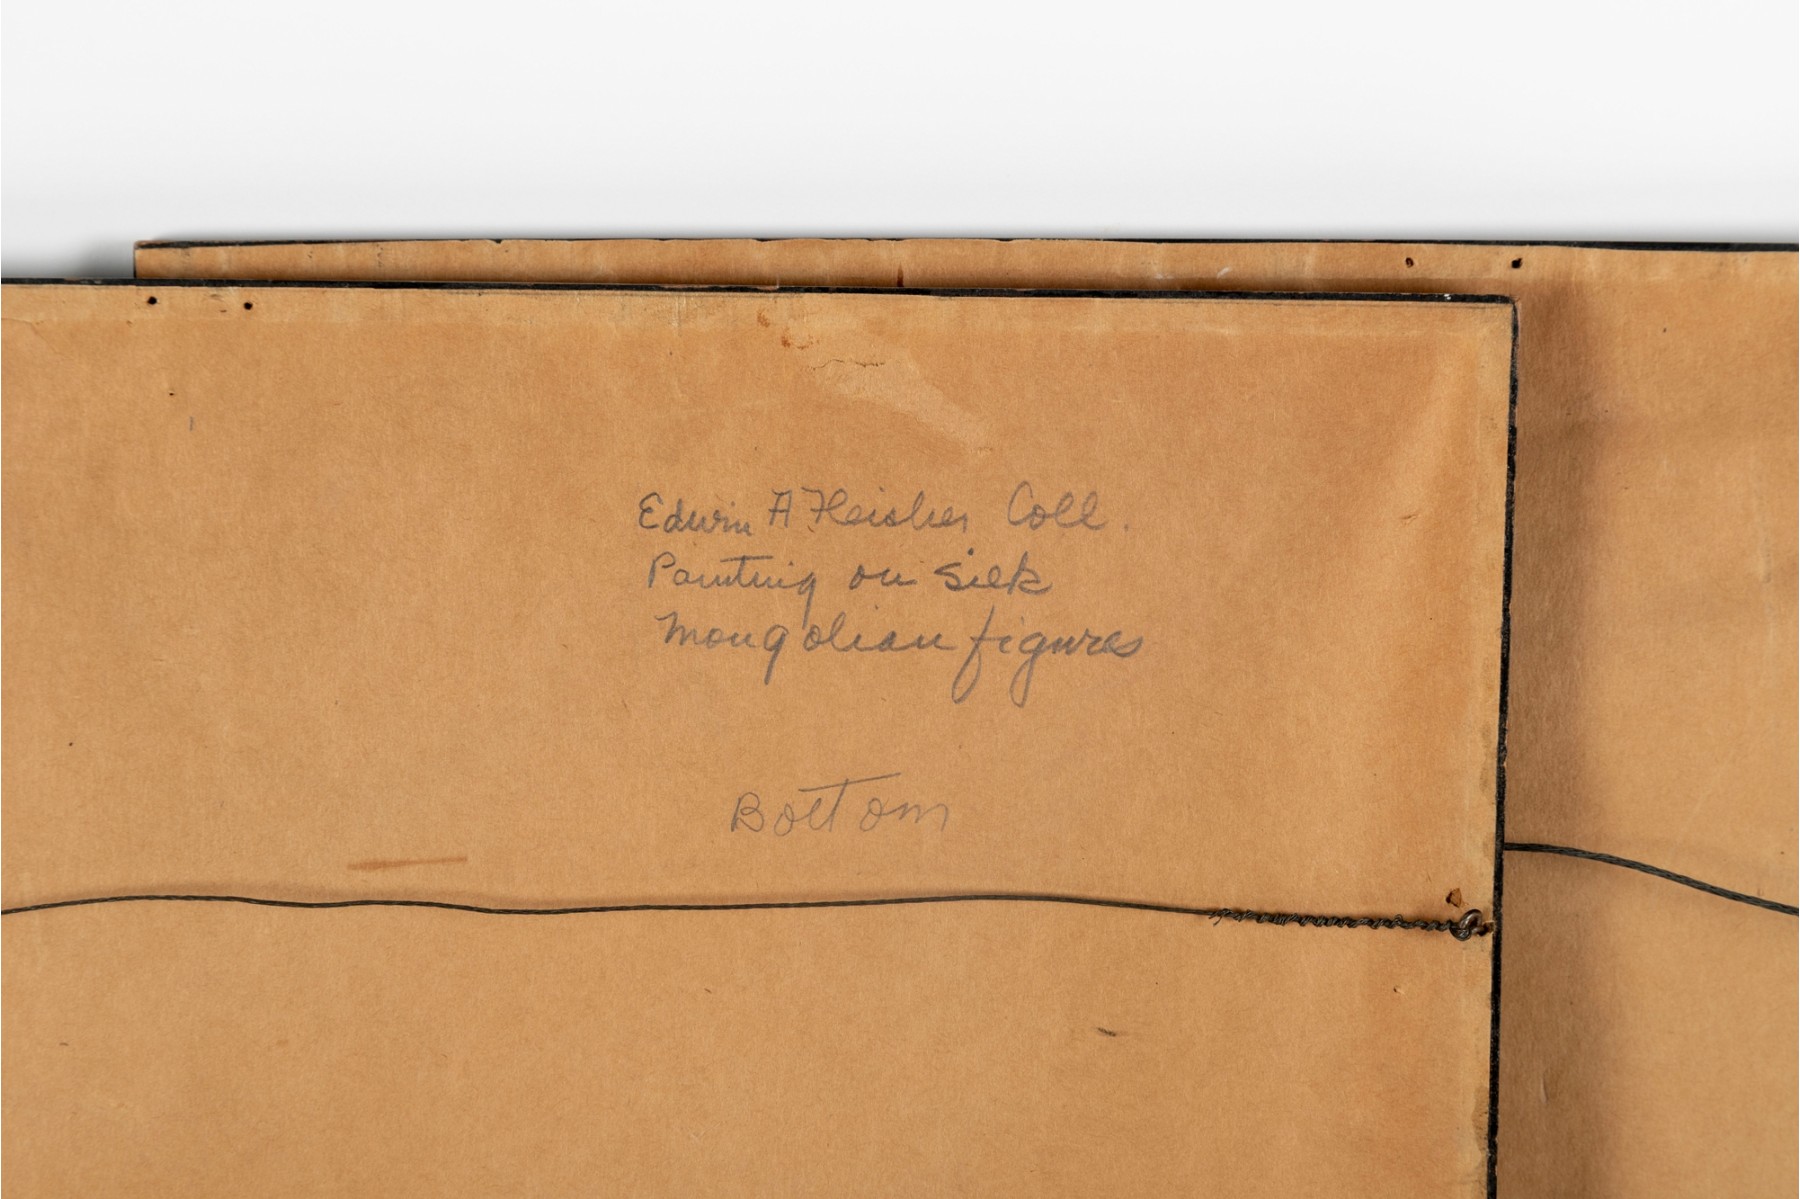 Edwin A Fleisher Coll.
Painting on Silk
Mongolian figures
Bottom